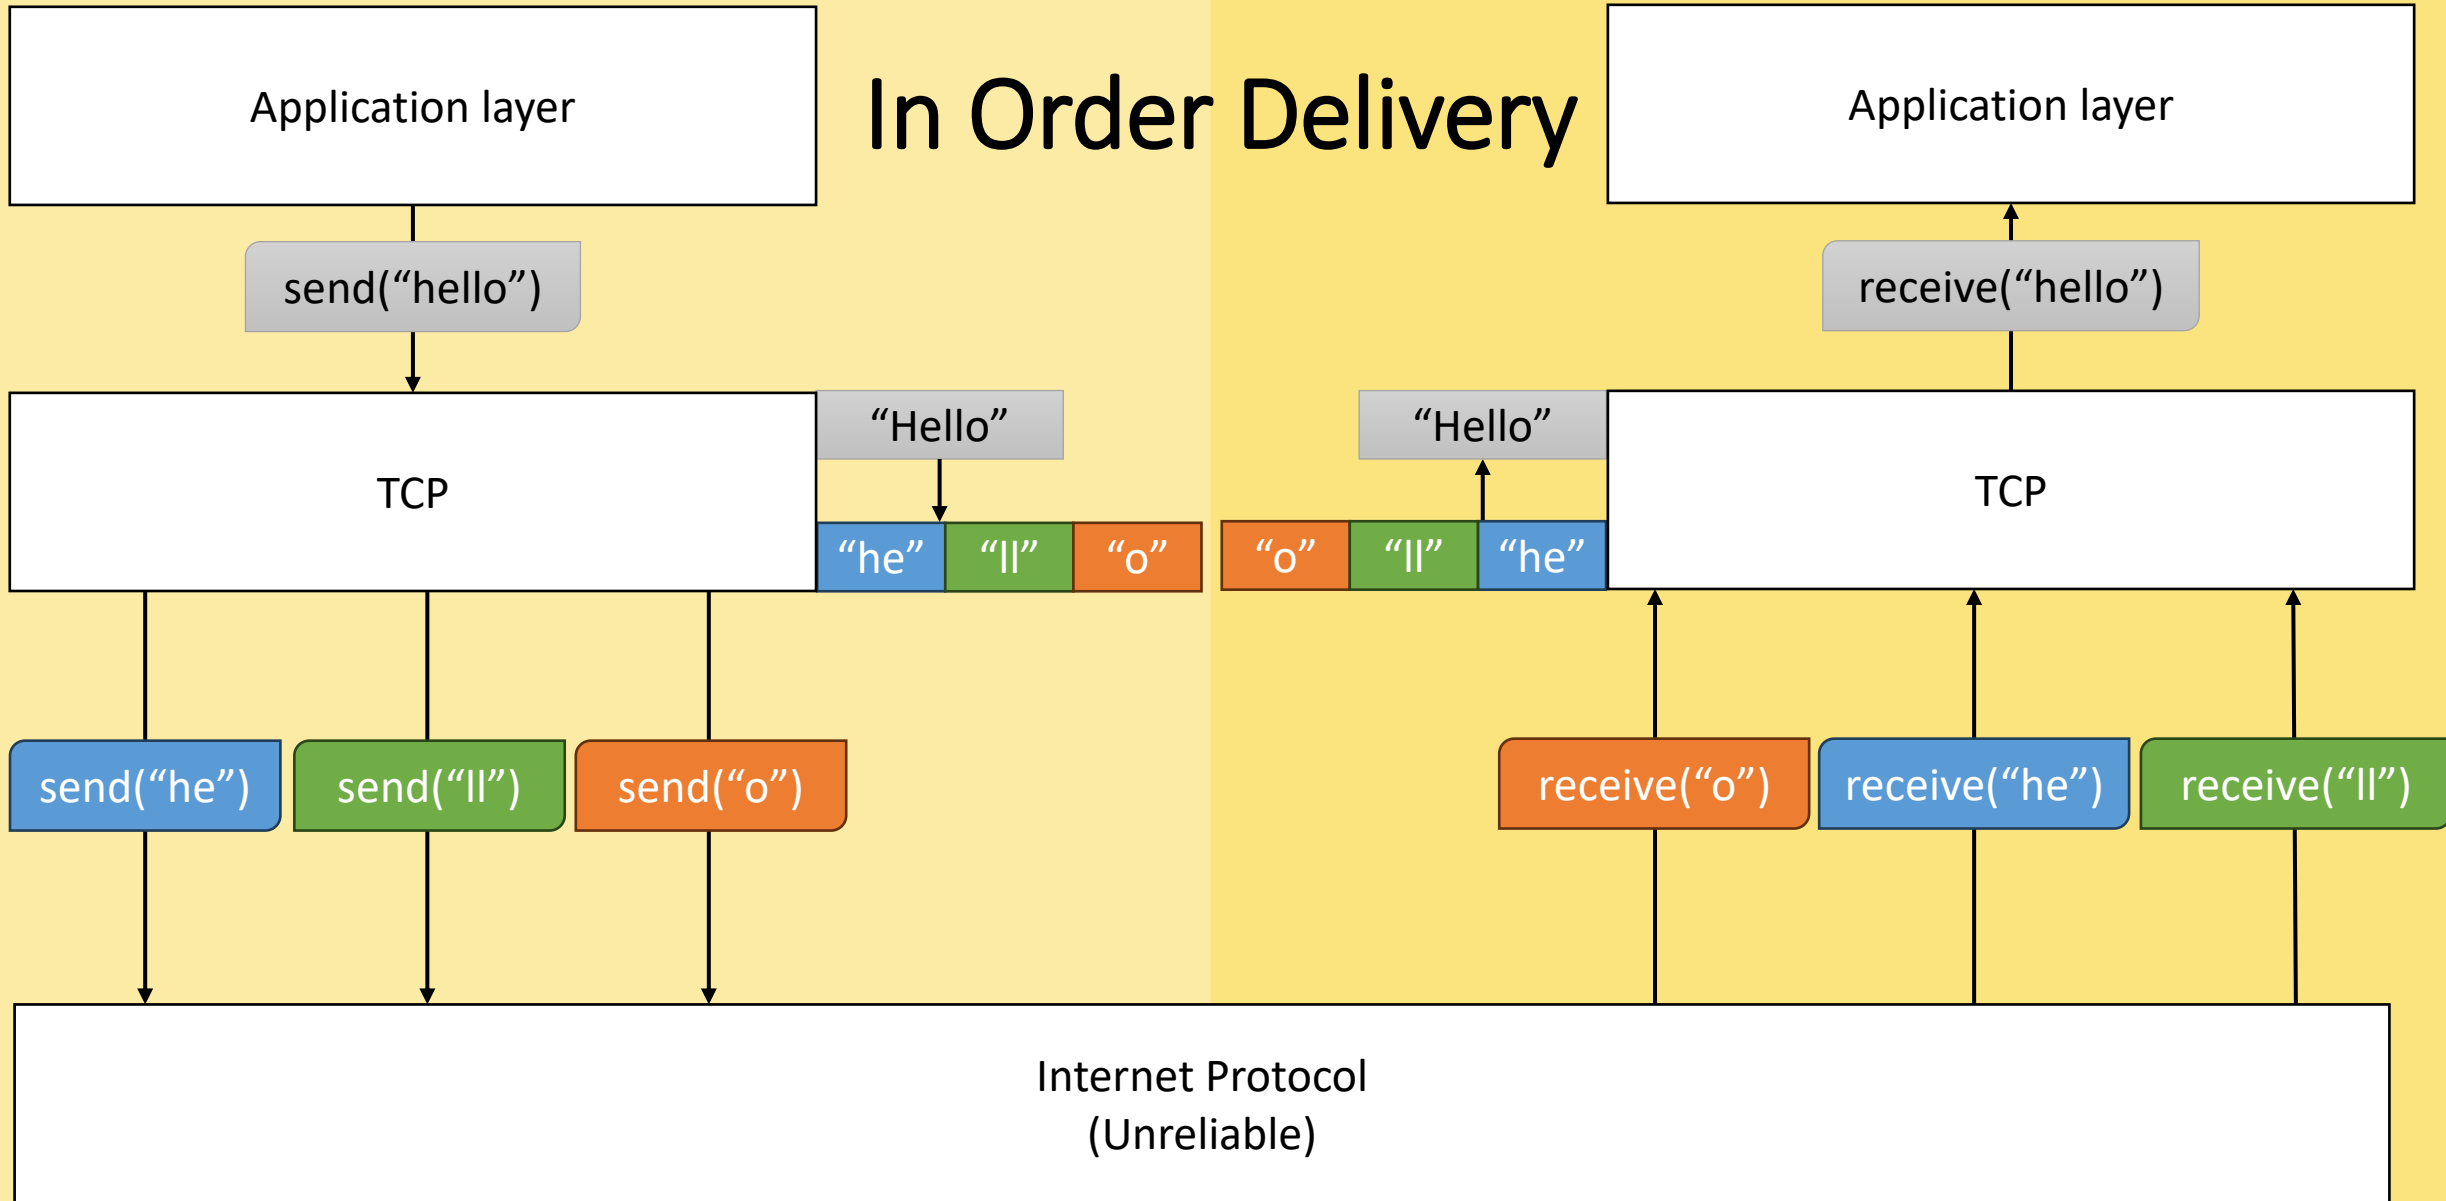 In Order Delivery
Application layer
Application layer
send(“hello”)
receive(“hello”)
“Hello”
“Hello”
TCP
TCP
“he” “ll” “o”
“o” “ll” “he”
send(“he”)
send(“ll”)
send(“o”)
receive(“o”)
receive(“he”)
receive(“ll”)
Internet Protocol
(Unreliable)